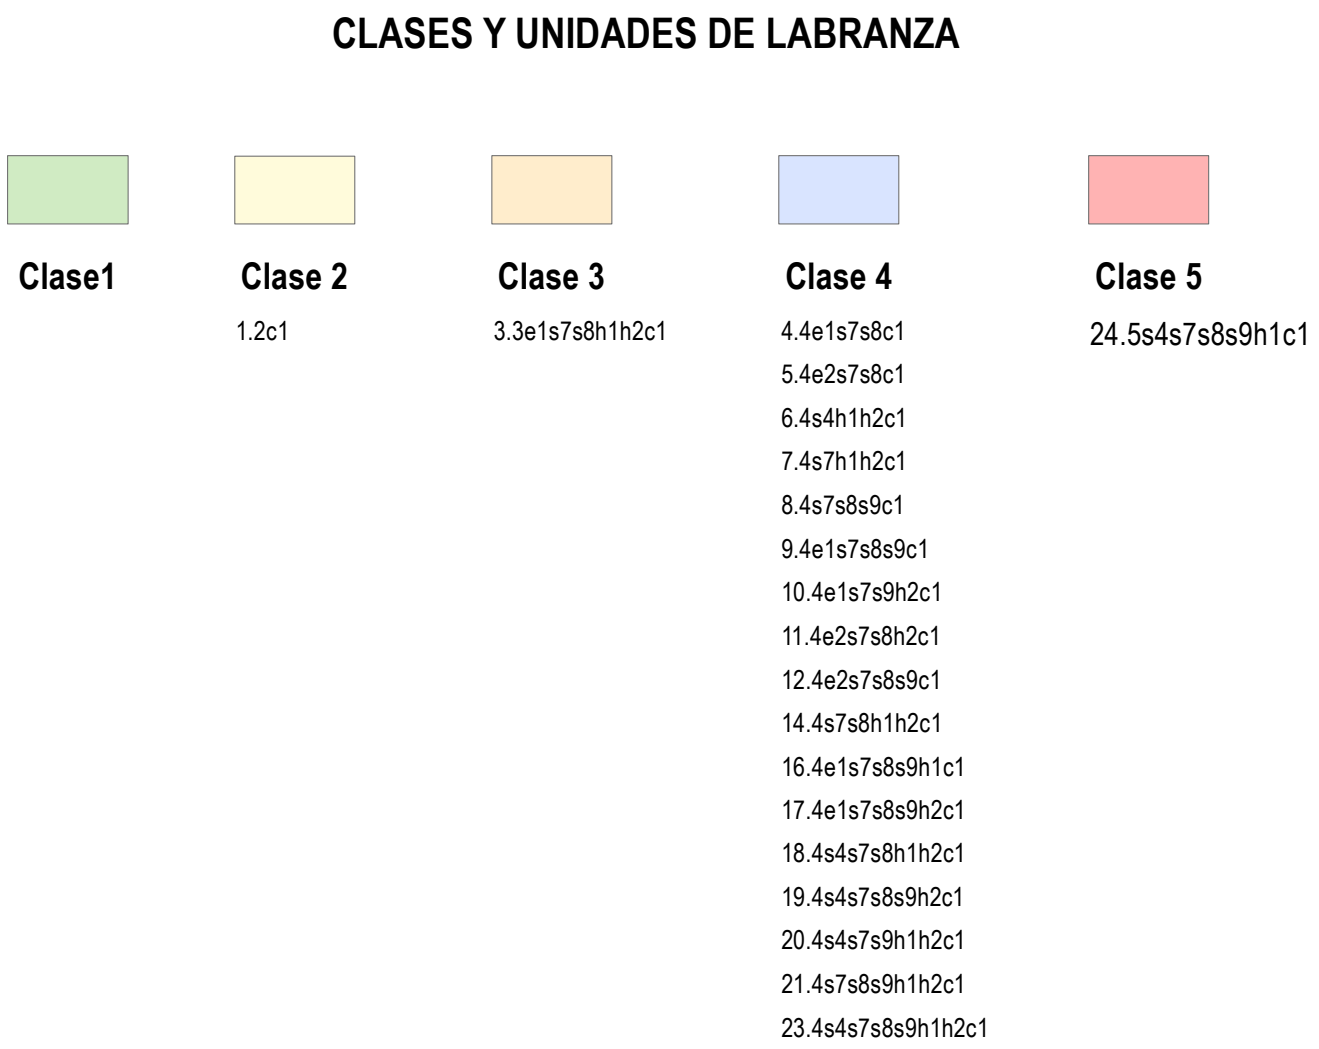 CLASES Y UNIDADES DE LABRANZA
Clase1
Clase 2
1.2c1
Clase 3
3.3e1s7s8h1h2c1
Clase 4
4.4e1s7s8c1
5.4e2s7s8c1
6.4s4h1h2c1
7.4s7h1h2c1
8.4s7s8s9c1
9.4e1s7s8s9c1
10.4e1s7s9h2c1
11.4e2s7s8h2c1
12.4e2s7s8s9c1
14.4s7s8h1h2c1
16.4e1s7s8s9h1c1
17.4e1s7s8s9h2c1
18.4s4s7s8h1h2c1
19.4s4s7s8s9h2c1
20.4s4s7s9h1h2c1
21.4s7s8s9h1h2c1
23.4s4s7s8s9h1h2c1
Clase 5
24.5s4s7s8s9h1c1